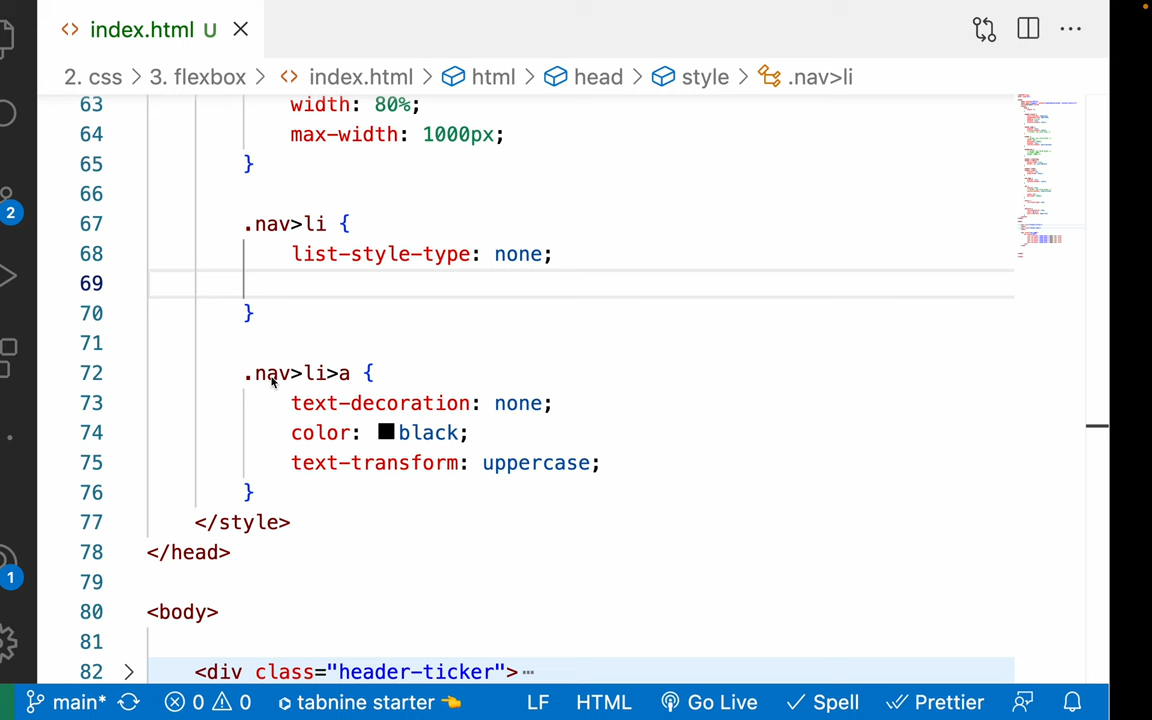 index.html U
2. css > 3. flexbox > <> index.html > html > head > style > .nav>li
63 width: 80%;
64 max-width: 1000px;
65 }
66
67 .nav>li {
68 list-style-type: none;
69
70 }
71
72 .nav>li>a {
73 text-decoration: none;
74 color: black;
75 text-transform: uppercase;
76 }
77 </style>
78 </head>
79
80 <body>
81
82 <div class="header-ticker">
2
1
main* 0 0 tabnine starter LF HTML Go Live Spell Prettier